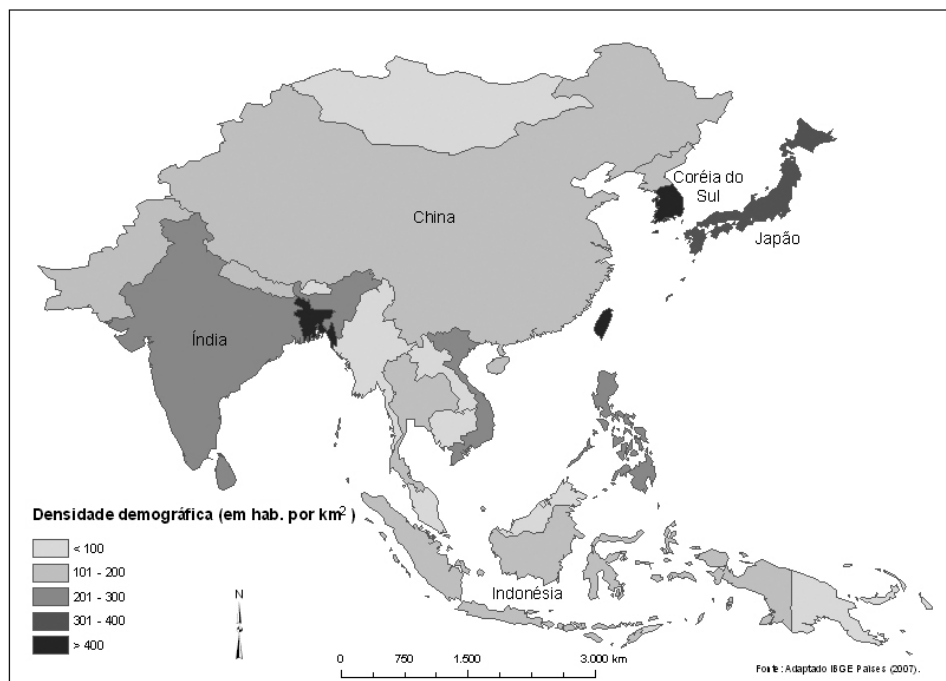 Coréia do
Sul
China
Japão
Índia
Densidade demográfica (em hab. por km²)
< 100
101 - 200
201 - 300
301 - 400
> 400
N
Indonésia
0 750 1.500 3.000 km
Fonte: Adaptado IBGE Países (2007).